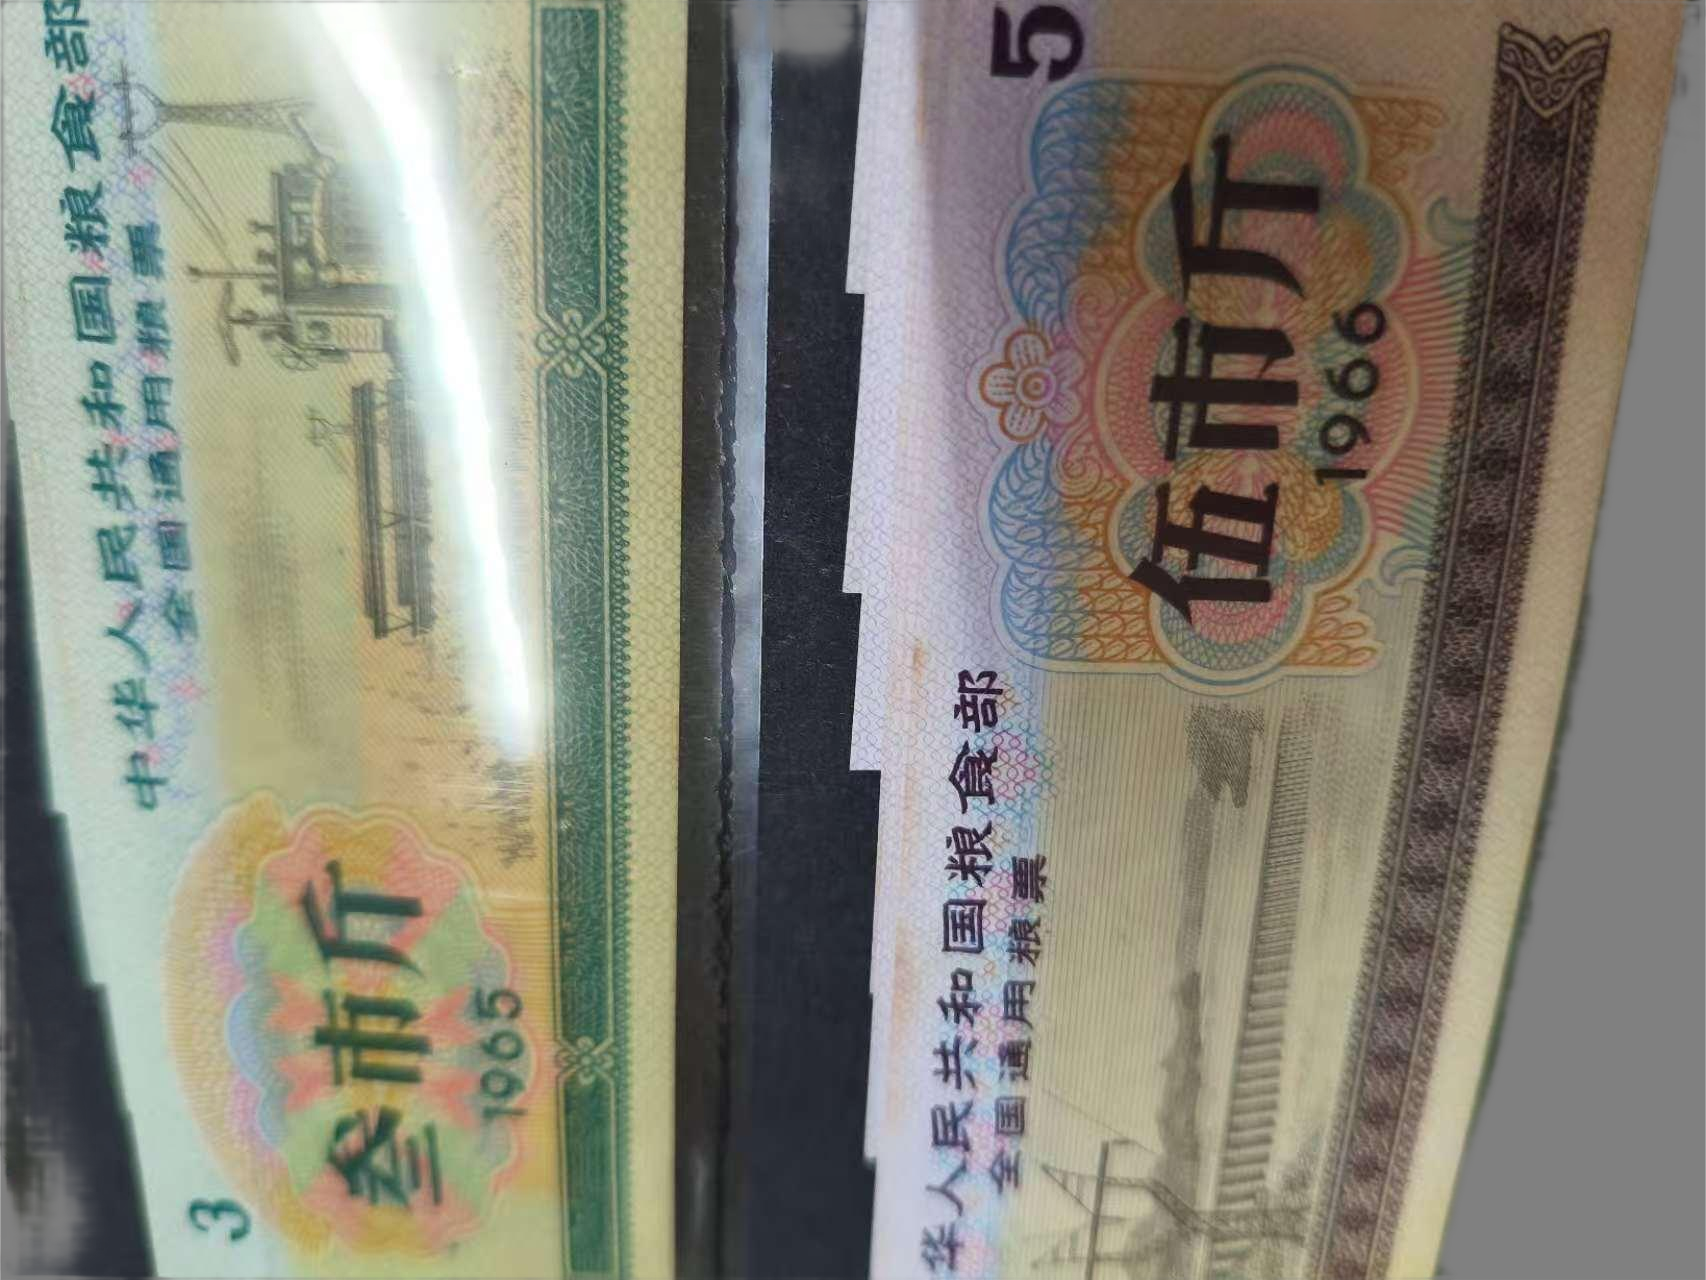 中华人民共和国粮食部
全国通用粮票
3
叁市斤
1965
5
伍市斤
1966
华人民共和国粮食部
全国通用粮票